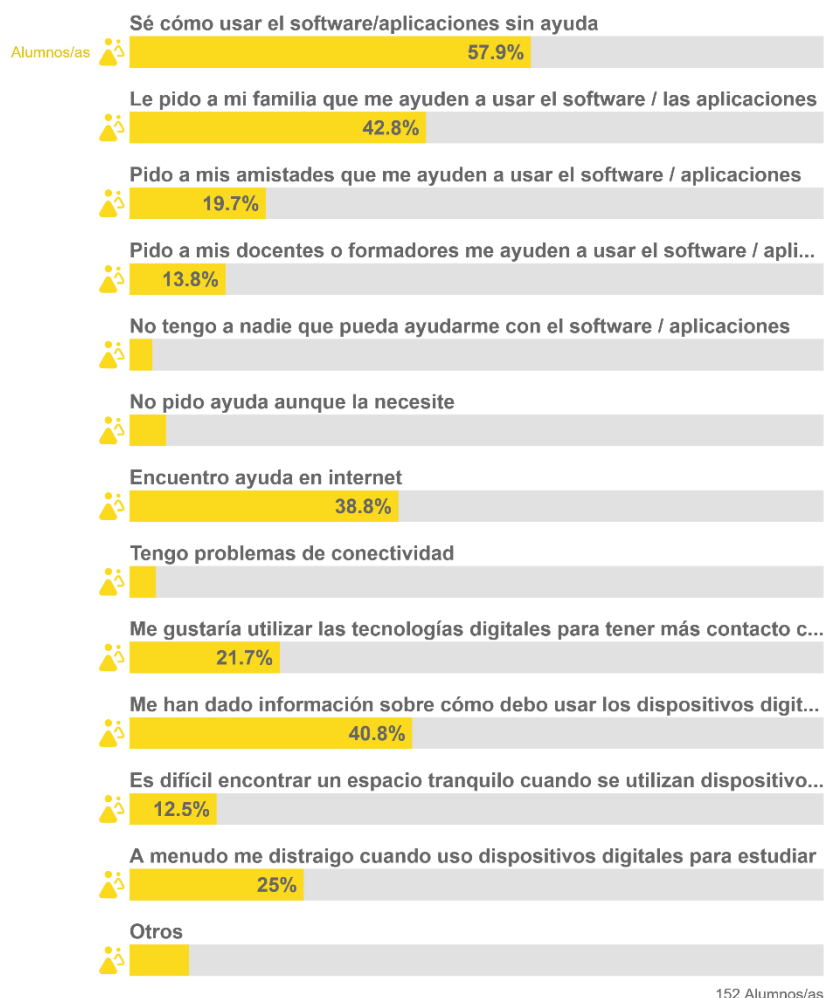 Sé cómo usar el software/aplicaciones sin ayuda
Alumnos/as
57.9%
Le pido a mi familia que me ayuden a usar el software / las aplicaciones
42.8%
Pido a mis amistades que me ayuden a usar el software / aplicaciones
19.7%
Pido a mis docentes o formadores me ayuden a usar el software / apli...
13.8%
No tengo a nadie que pueda ayudarme con el software / aplicaciones
No pido ayuda aunque la necesite
Encuentro ayuda en internet
38.8%
Tengo problemas de conectividad
Me gustaría utilizar las tecnologías digitales para tener más contacto c...
21.7%
Me han dado información sobre cómo debo usar los dispositivos digit...
40.8%
Es difícil encontrar un espacio tranquilo cuando se utilizan dispositivo...
12.5%
A menudo me distraigo cuando uso dispositivos digitales para estudiar
25%
Otros
152 Alumnos/as